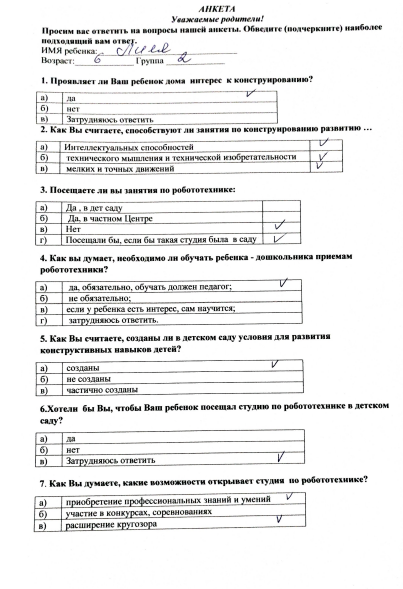 АНКЕТА
Уважаемые родители!
Просим вас ответить на вопросы нашей анкеты. Обведите (подчеркните) наиболее
подходящий вам ответ.
ИМЯ ребенка: Лиля
Возраст: 6 Группа 2
1. Проявляет ли Ваш ребенок дома интерес к конструированию?
а) да ✓
б) нет
в) Затрудняюсь ответить
2. Как Вы считаете, способствуют ли занятия по конструированию развитию …
а) Интеллектуальных способностей ✓
б) технического мышления и технической изобретательности ✓
в) мелких и точных движений ✓
3. Посещаете ли вы занятия по робототехнике:
а) Да , в дет саду
б) Да, в частном Центре
в) Нет ✓
г) Посещали бы, если бы такая студия была в саду ✓
4. Как вы думает, необходимо ли обучать ребенка - дошкольника приемам
робототехники?
а) да, обязательно, обучать должен педагог; ✓
б) не обязательно;
в) если у ребенка есть интерес, сам научится;
г) затрудняюсь ответить.
5. Как Вы считаете, созданы ли в детском саду условия для развития
конструктивных навыков детей?
а) созданы ✓
б) не созданы
в) частично созданы
6.Хотели бы Вы, чтобы Ваш ребенок посещал студию по робототехнике в детском
саду?
а) да
б) нет
в) Затрудняюсь ответить ✓
7. Как Вы думаете, какие возможности открывает студия по робототехнике?
а) приобретение профессиональных знаний и умений ✓
б) участие в конкурсах, соревнованиях
в) расширение кругозора ✓